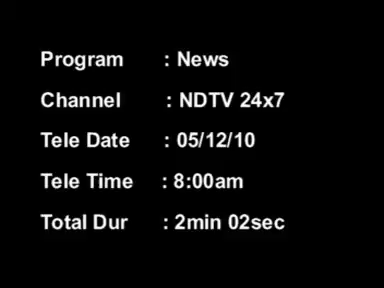 Program : News
Channel : NDTV 24x7
Tele Date : 05/12/10
Tele Time : 8:00am
Total Dur : 2min 02sec